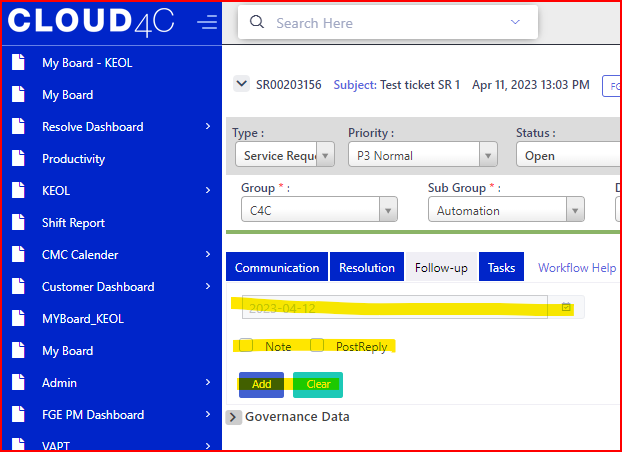 CLOUD4C
Search Here
My Board - KEOL
My Board
Resolve Dashboard
Productivity
KEOL
Shift Report
CMC Calender
Customer Dashboard
MYBoard_KEOL
My Board
Admin
FGE PM Dashboard
VAPT
SR00203156 Subject: Test ticket SR 1 Apr 11, 2023 13:03 PM
Type : Priority : Status :
Service Reque P3 Normal Open
Group * : Sub Group * :
C4C Automation
Communication Resolution Follow-up Tasks Workflow Help
2023-04-12
Note PostReply
Add Clear
Governance Data